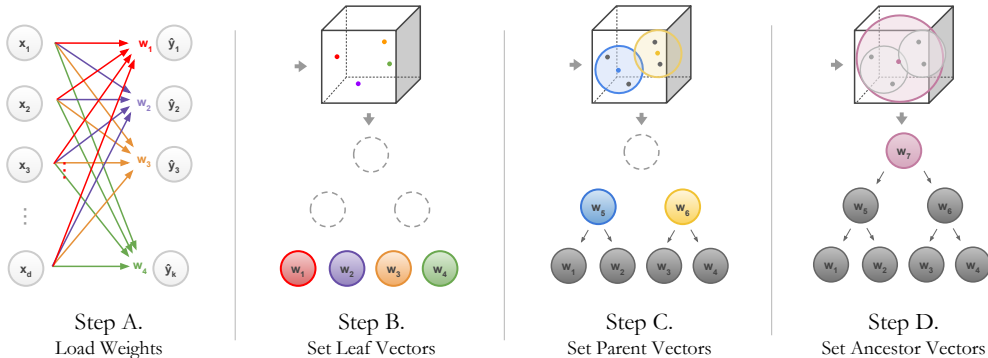 x1 w1 ŷ1
x2 w2 ŷ2
x3 w3 ŷ3
...
xd w4 ŷk
Step A.
Load Weights
w1 w2 w3 w4
Step B.
Set Leaf Vectors
w5 w6
w1 w2 w3 w4
Step C.
Set Parent Vectors
w7
w5 w6
w1 w2 w3 w4
Step D.
Set Ancestor Vectors